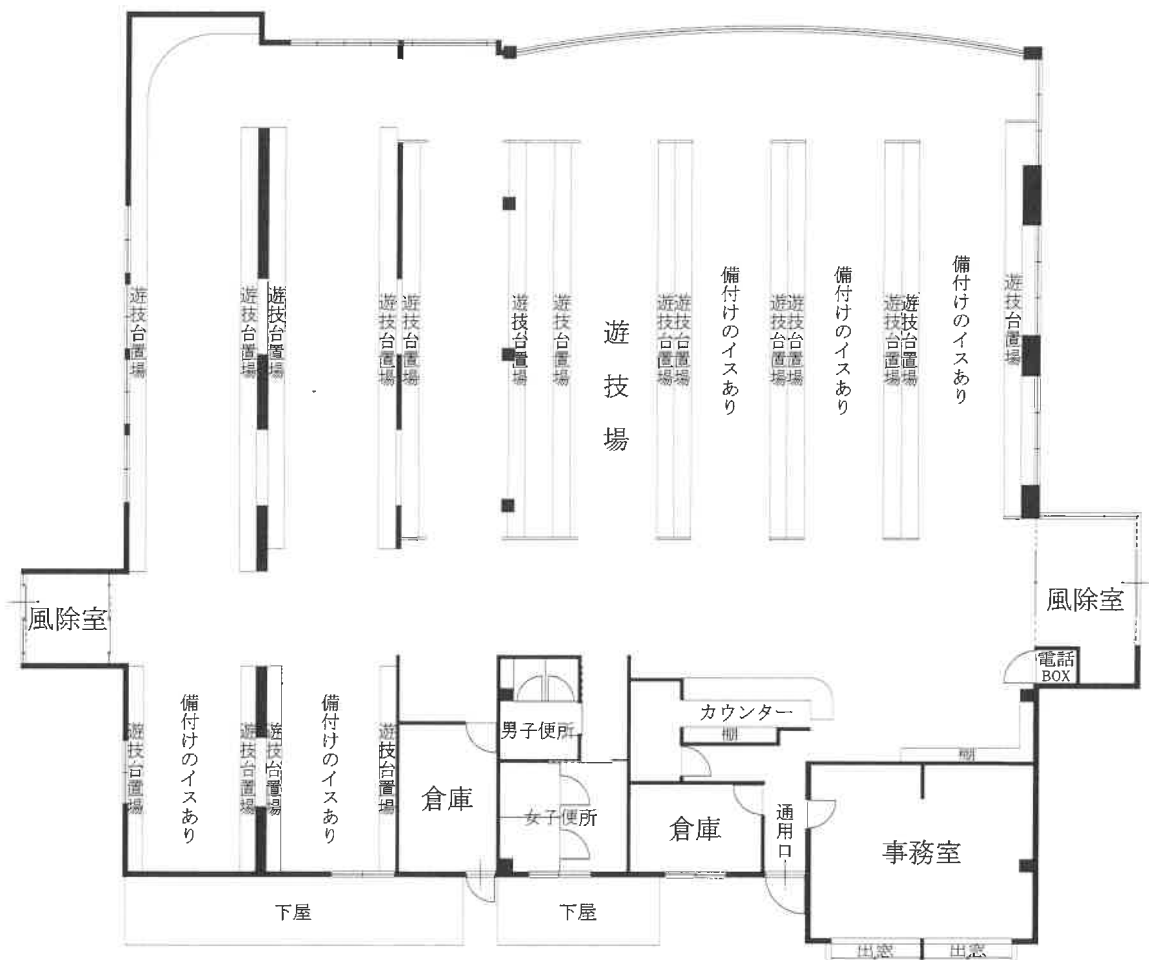 備付けのイスあり
備付けのイスあり
備付けのイスあり
遊技台置場
遊技台置場
遊技台置場
遊技台置場
遊技台置場
遊技台置場
遊技台置場
遊技場
遊技台置場
遊技台置場
遊技台置場
遊技台置場
遊技台置場
遊技台置場
遊技台置場
風除室
風除室
電話
BOX
備付けのイスあり
備付けのイスあり
カウンター
棚
男子便所
棚
遊技台置場
遊技台置場
遊技台置場
遊技台置場
倉庫
女子便所
倉庫
通用口
事務室
下屋
下屋
出窓
出窓